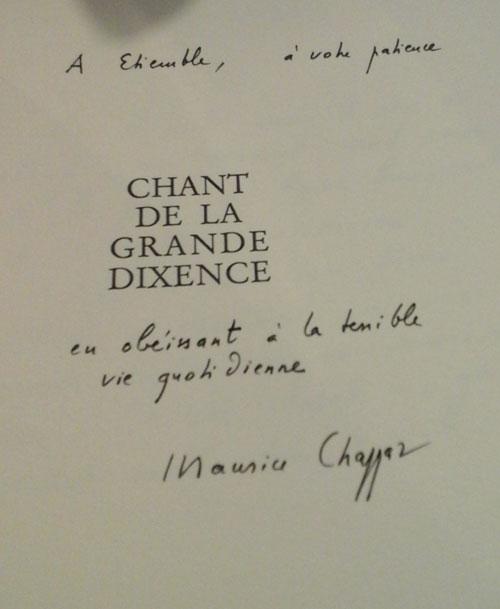 A Etiemble, à votre patience
CHANT
DE LA
GRANDE
DIXENCE
en obéissant à la terrible
vie quotidienne
Maurice Chappaz